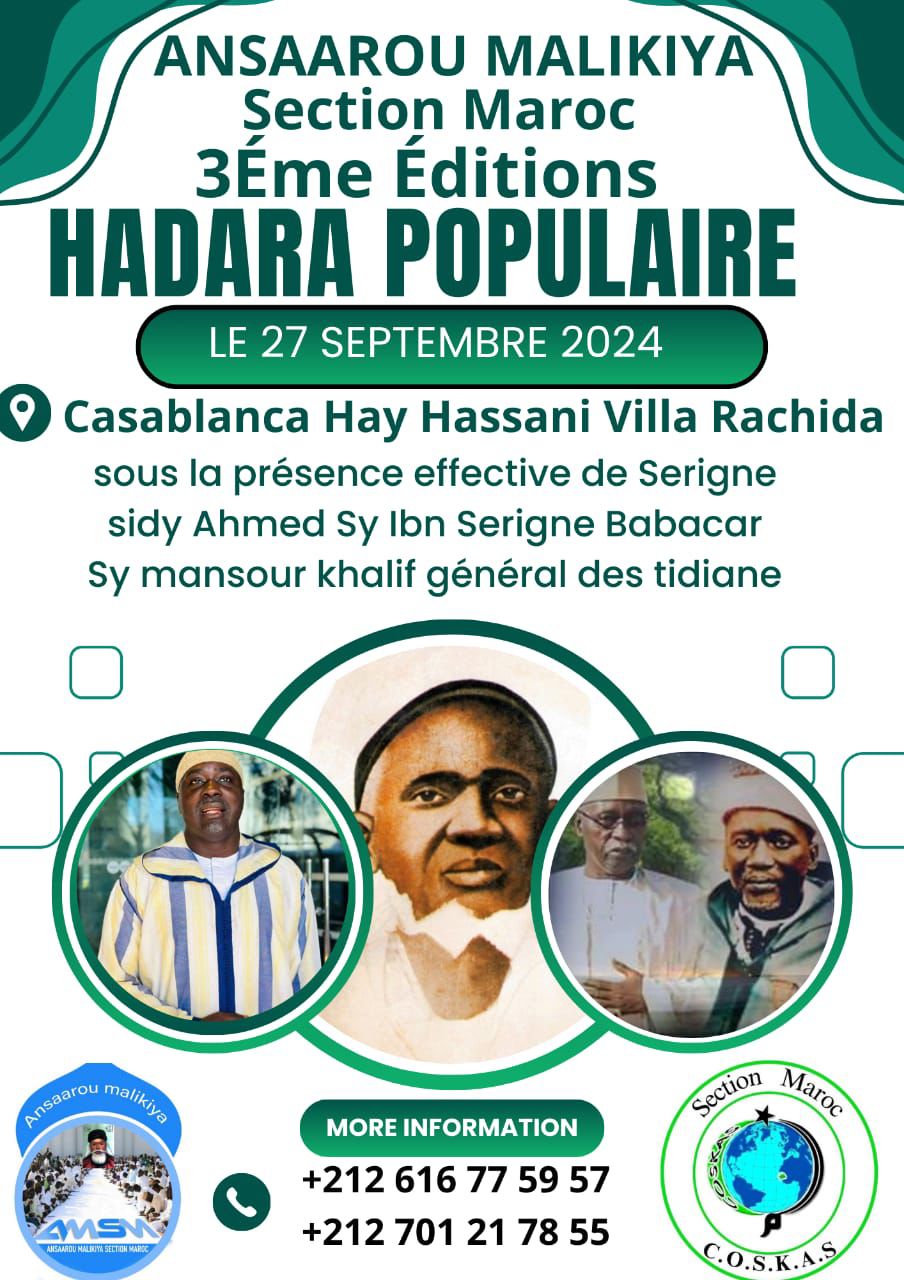 ANSAAROU MALIKIYA
Section Maroc
3Éme Éditions
HADARA POPULAIRE
LE 27 SEPTEMBRE 2024
Casablanca Hay Hassani Villa Rachida
sous la présence effective de Serigne
sidy Ahmed Sy Ibn Serigne Babacar
Sy mansour khalif général des tidiane
Ansaarou malikiya
AMSM
ANSAAROU MALIKIYA SECTION MAROC
MORE INFORMATION
+212 616 77 59 57
+212 701 21 78 55
Section Maroc
COSKAS
C.O.S.K.A.S